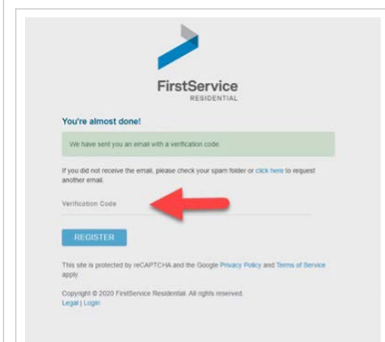 FirstService
RESIDENTIAL
You're almost done!
We have sent you an email with a verification code.
If you did not receive the email, please check your spam folder or click here to request
another email.
Verification Code
REGISTER
This site is protected by reCAPTCHA and the Google Privacy Policy and Terms of Service
apply
Copyright © 2020 FirstService Residential. All rights reserved.
Legal | Login